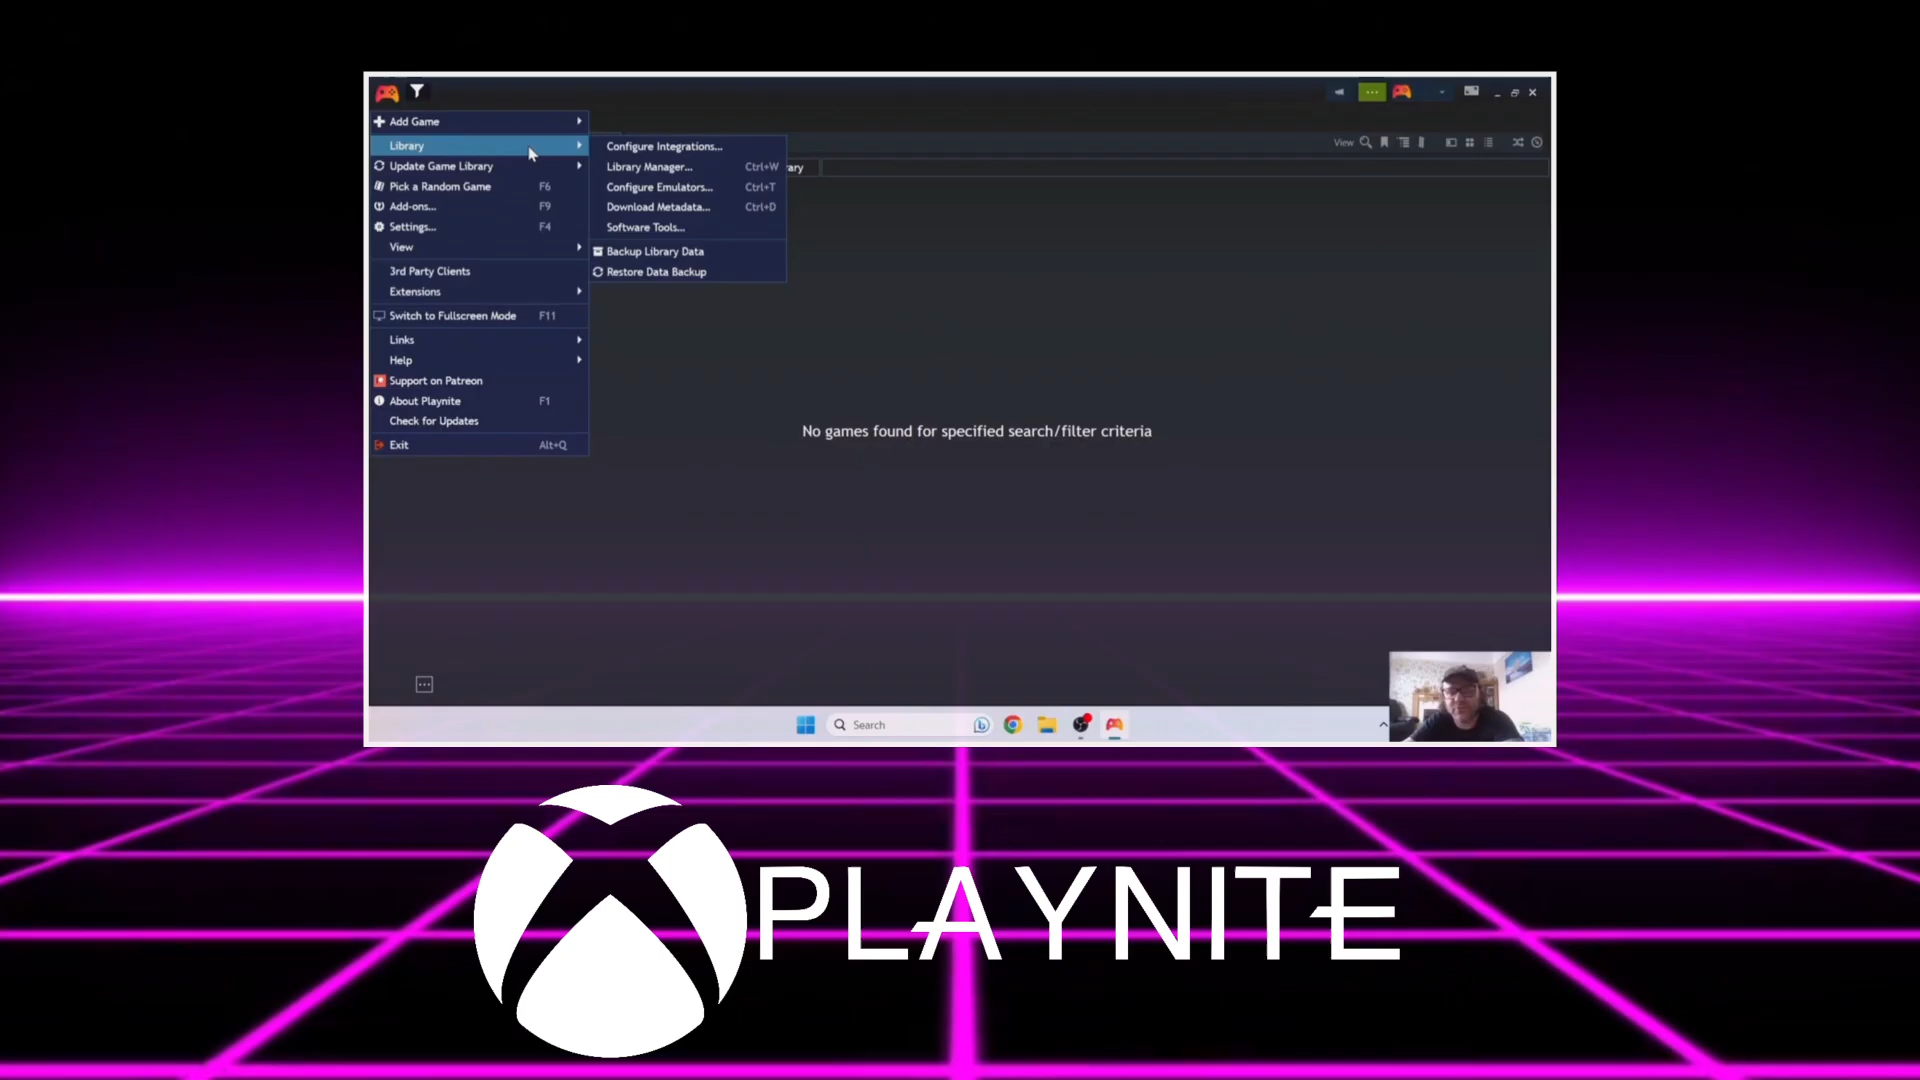 Add Game
Library
Update Game Library
Pick a Random Game F6
Add-ons... F9
Settings... F4
View
3rd Party Clients
Extensions
Switch to Fullscreen Mode F11
Links
Help
Support on Patreon
About Playnite F1
Check for Updates
Exit Alt+Q
Configure Integrations...
Library Manager... Ctrl+W
Configure Emulators... Ctrl+T
Download Metadata... Ctrl+D
Software Tools...
Backup Library Data
Restore Data Backup
rary
View
No games found for specified search/filter criteria
Search
PLAYNITE